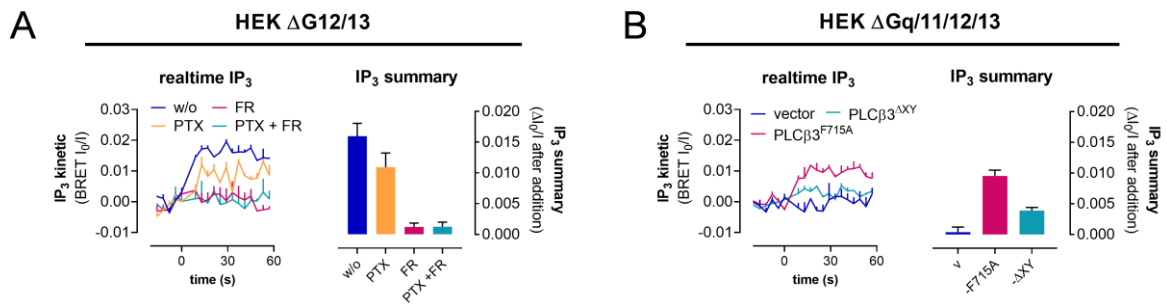 A
HEK ΔG12/13
realtime IP3
IP3 summary
w/o
FR
PTX
PTX + FR
IP3 kinetic
(BRET I0/I)
0.03
0.02
0.01
0.00
-0.01
0
30
60
time (s)
0.020
0.015
0.010
0.005
0.000
IP3 summary
(ΔI0/I after addition)
w/o
PTX
FR
PTX +FR
B
HEK ΔGq/11/12/13
realtime IP3
IP3 summary
vector
PLCβ3ΔXY
PLCβ3F715A
IP3 kinetic
(BRET I0/I)
0.03
0.02
0.01
0.00
-0.01
0
30
60
time (s)
0.020
0.015
0.010
0.005
0.000
IP3 summary
(ΔI0/I after addition)
v
-F715A
-ΔXY